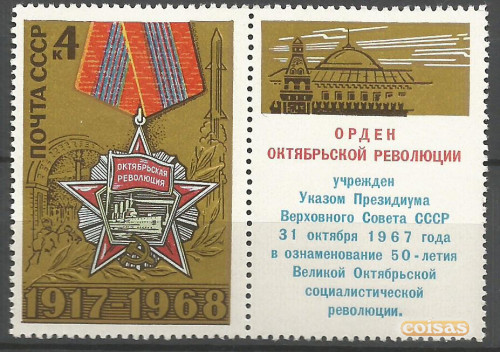 4
К
ПОЧТА СССР
ОКТЯБРЬСКАЯ
РЕВОЛЮЦИЯ
1917-1968
ОРДЕН
ОКТЯБРЬСКОЙ РЕВОЛЮЦИИ
учрежден
Указом Президиума
Верховного Совета СССР
31 октября 1967 года
в ознаменование 50-летия
Великой Октябрьской
социалистической
революции.
coisas